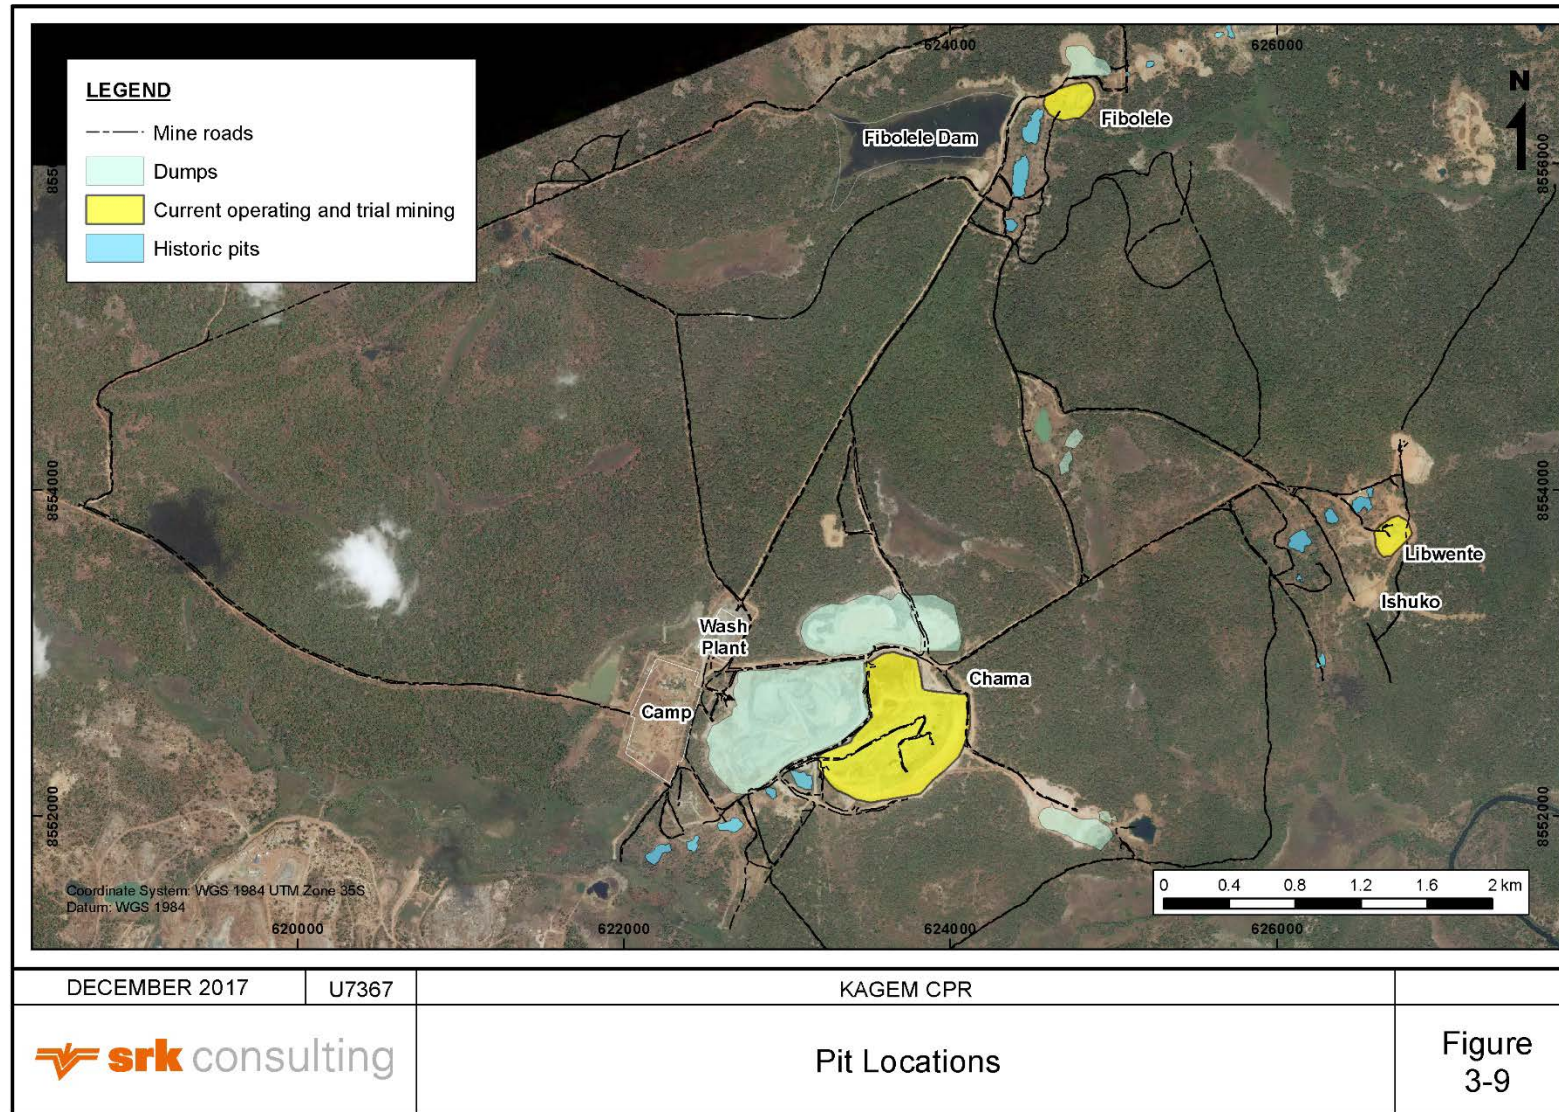 624000
626000
LEGEND
Mine roads
Dumps
Current operating and trial mining
Historic pits
N
Fibolele
Fibolele Dam
8556000
855
8554000
8554000
Libwente
Ishuko
Wash
Plant
Chama
Camp
8552000
8552000
Coordinate System: WGS 1984 UTM Zone 35S
Datum: WGS 1984
0 0.4 0.8 1.2 1.6 2 km
620000
622000
624000
626000
DECEMBER 2017
U7367
KAGEM CPR
srk consulting
Pit Locations
Figure
3-9